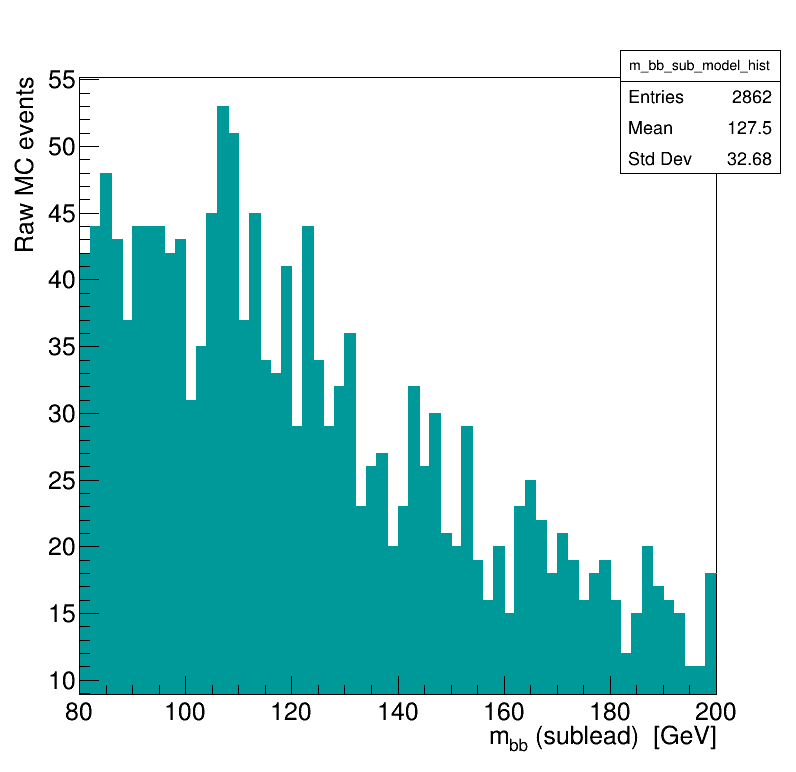 m_bb_sub_model_hist
Entries 2862
Mean 127.5
Std Dev 32.68
Raw MC events
55
50
45
40
35
30
25
20
15
10
80 100 120 140 160 180 200
m_bb (sublead) [GeV]